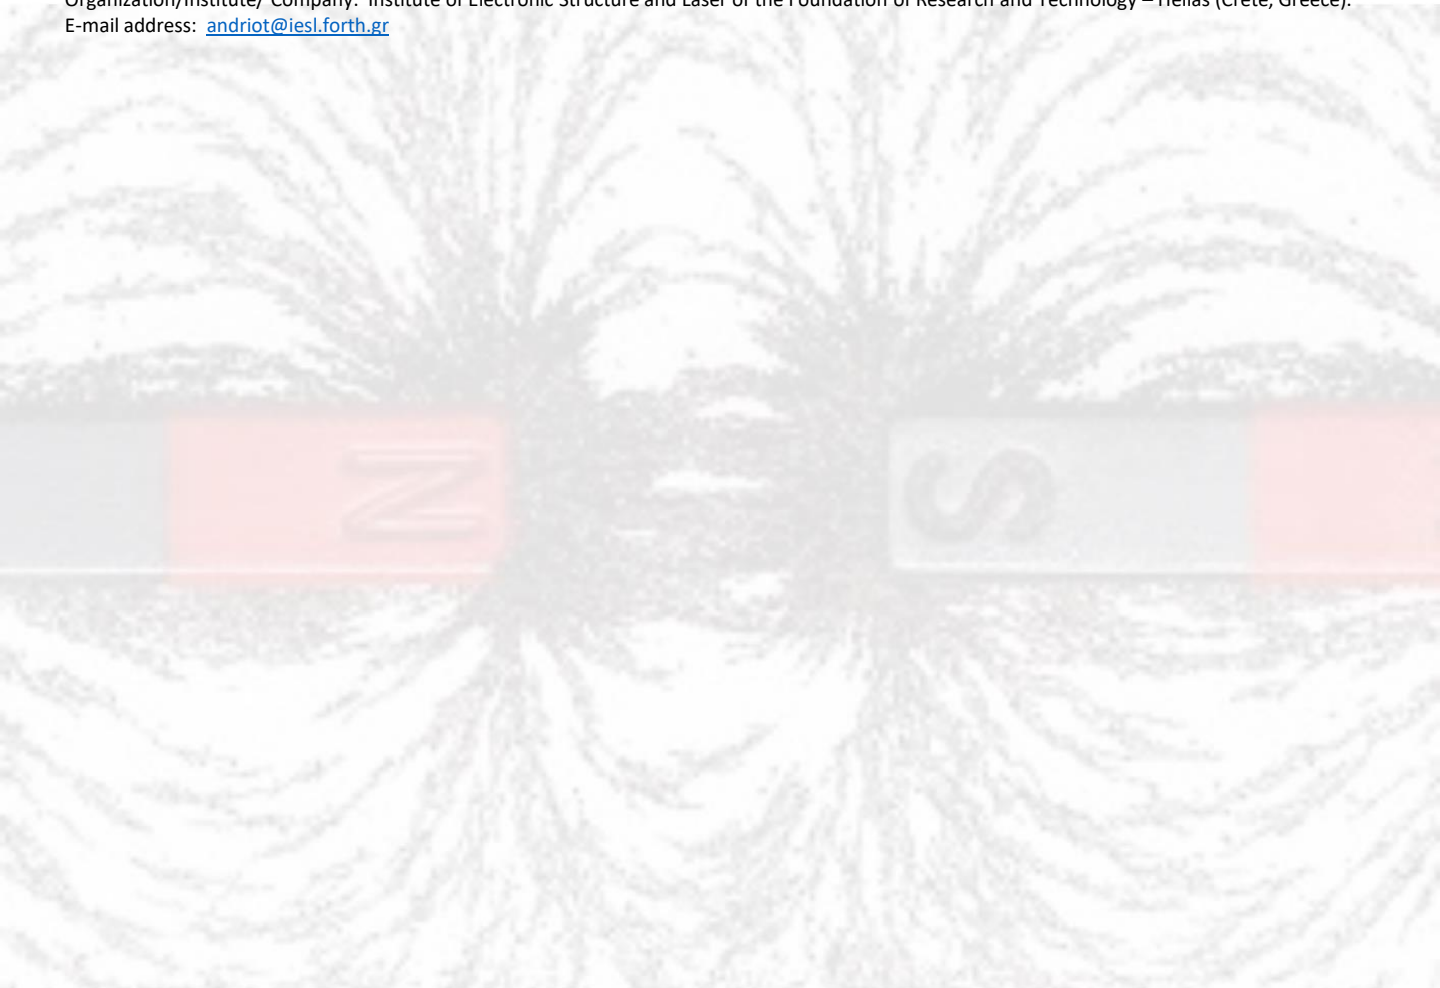 Organization/Institute/ Company: Institute of Electronic Structure and Laser of the Foundation of Research and Technology – Hellas (Crete, Greece).
E-mail address: andriot@iesl.forth.gr
N
S